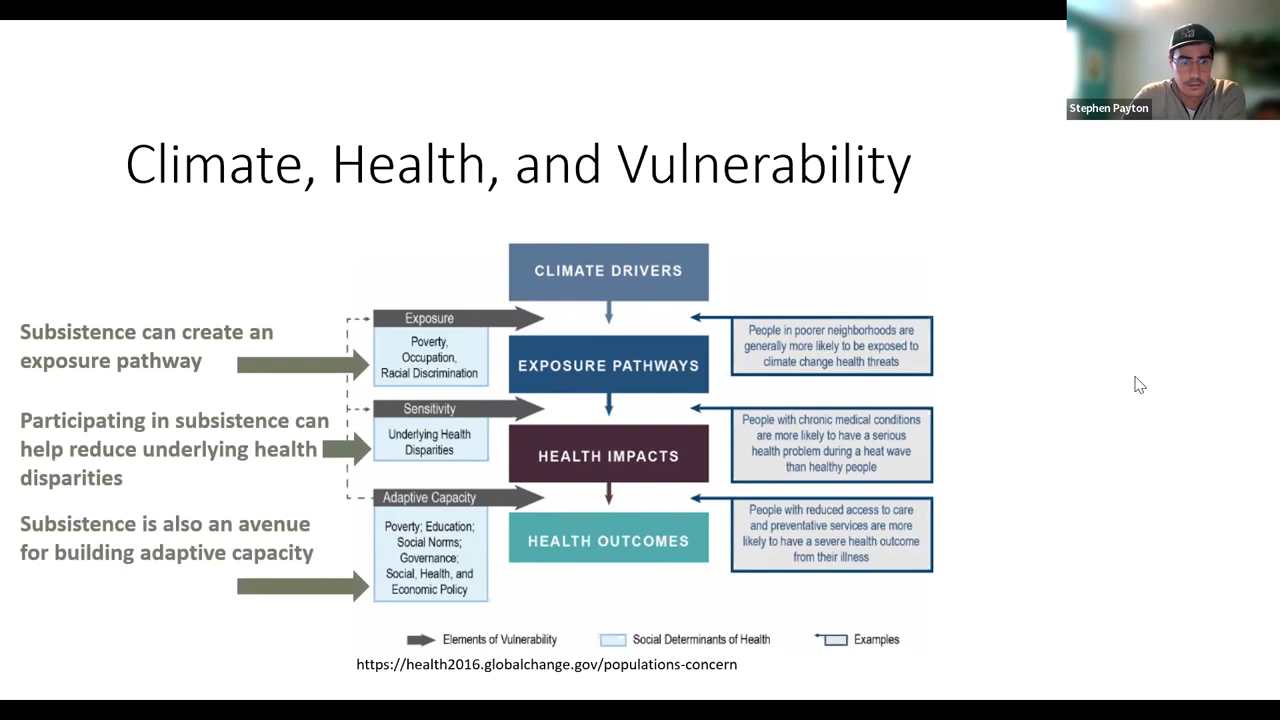 Stephen Payton
Climate, Health, and Vulnerability
Subsistence can create an
exposure pathway
Participating in subsistence can
help reduce underlying health
disparities
Subsistence is also an avenue
for building adaptive capacity
CLIMATE DRIVERS
Exposure
Poverty,
Occupation,
Racial Discrimination
EXPOSURE PATHWAYS
People in poorer neighborhoods are
generally more likely to be exposed to
climate change health threats
Sensitivity
Underlying Health
Disparities
HEALTH IMPACTS
People with chronic medical conditions
are more likely to have a serious
health problem during a heat wave
than healthy people
Adaptive Capacity
Poverty; Education;
Social Norms;
Governance;
Social, Health, and
Economic Policy
HEALTH OUTCOMES
People with reduced access to care
and preventative services are more
likely to have a severe health outcome
from their illness
Elements of Vulnerability
Social Determinants of Health
Examples
https://health2016.globalchange.gov/populations-concern